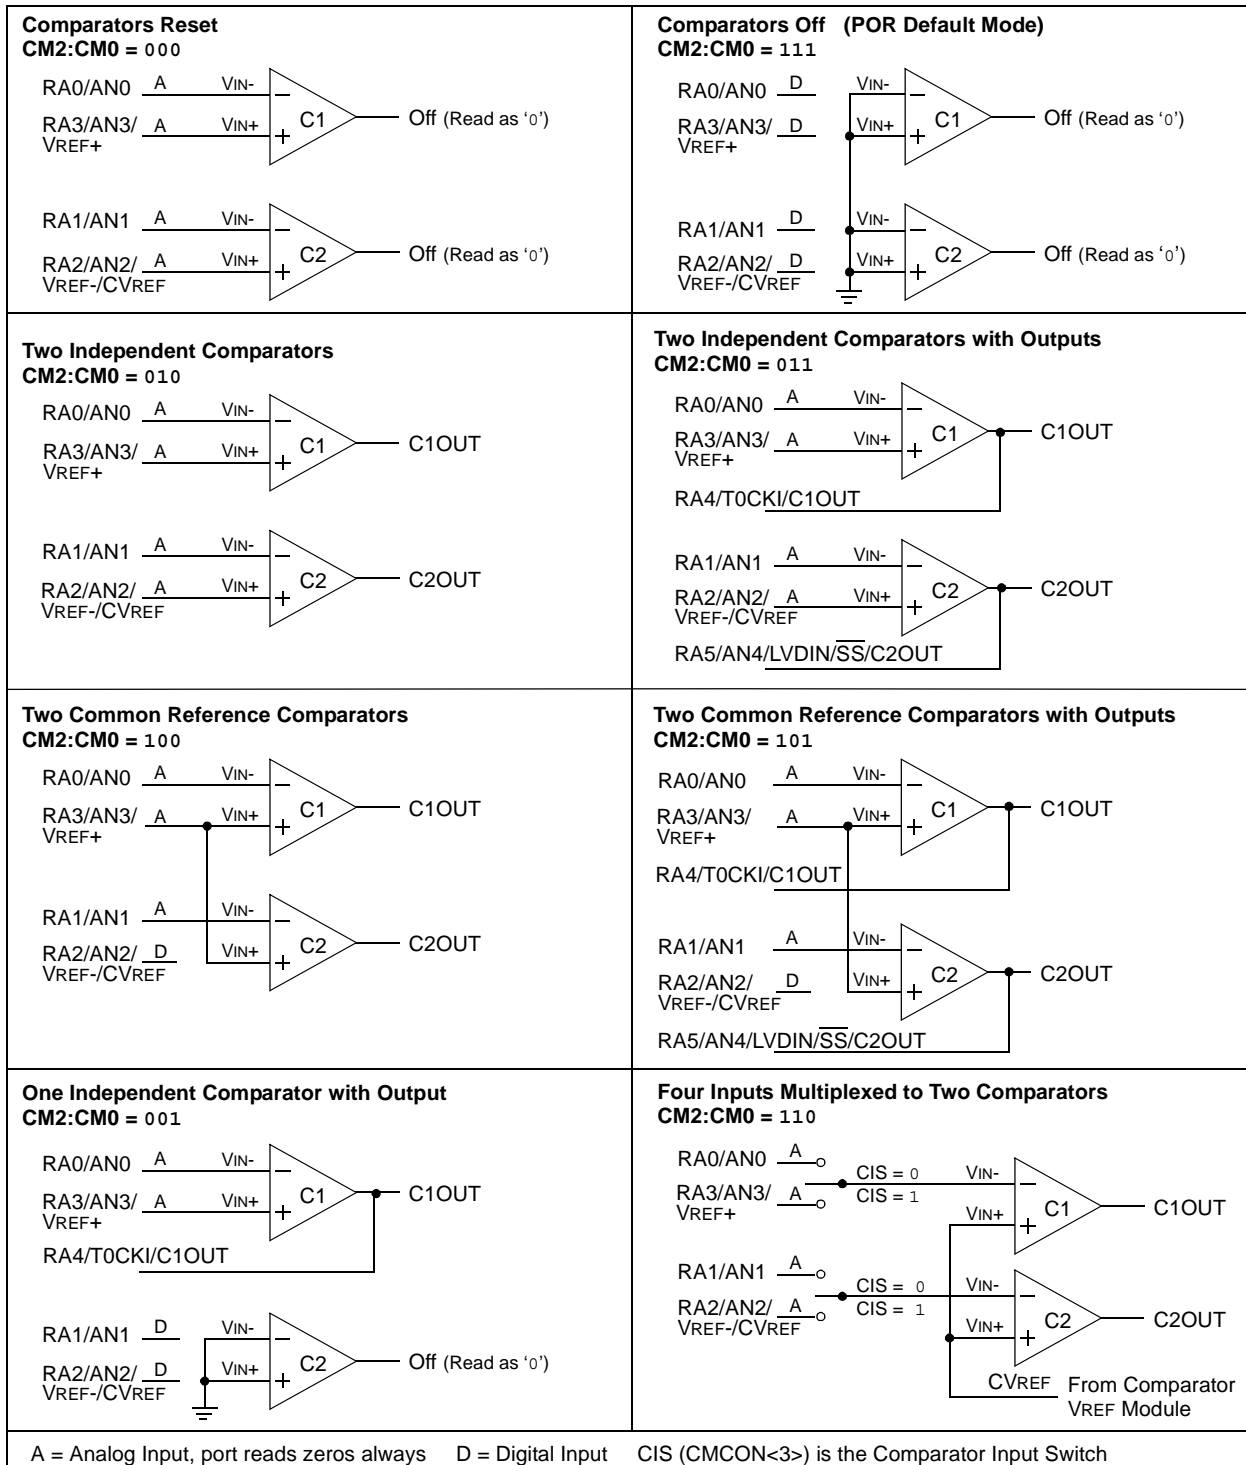 Comparators Reset
CM2:CM0 = 000
RA0/AN0 A VIN-
RA3/AN3/ A VIN+
VREF+
C1
Off (Read as ‘0’)
RA1/AN1 A VIN-
RA2/AN2/ A VIN+
VREF-/CVREF
C2
Off (Read as ‘0’)
Comparators Off (POR Default Mode)
CM2:CM0 = 111
RA0/AN0 D VIN-
RA3/AN3/ D VIN+
VREF+
C1
Off (Read as ‘0’)
RA1/AN1 D VIN-
RA2/AN2/ D VIN+
VREF-/CVREF
C2
Off (Read as ‘0’)
Two Independent Comparators
CM2:CM0 = 010
RA0/AN0 A VIN-
RA3/AN3/ A VIN+
VREF+
C1
C1OUT
RA1/AN1 A VIN-
RA2/AN2/ A VIN+
VREF-/CVREF
C2
C2OUT
Two Independent Comparators with Outputs
CM2:CM0 = 011
RA0/AN0 A VIN-
RA3/AN3/ A VIN+
VREF+
C1
C1OUT
RA4/T0CKI/C1OUT
RA1/AN1 A VIN-
RA2/AN2/ A VIN+
VREF-/CVREF
C2
C2OUT
RA5/AN4/LVDIN/SS/C2OUT
Two Common Reference Comparators
CM2:CM0 = 100
RA0/AN0 A VIN-
RA3/AN3/ A VIN+
VREF+
C1
C1OUT
RA1/AN1 A VIN-
RA2/AN2/ D VIN+
VREF-/CVREF
C2
C2OUT
Two Common Reference Comparators with Outputs
CM2:CM0 = 101
RA0/AN0 A VIN-
RA3/AN3/ A VIN+
VREF+
C1
C1OUT
RA4/T0CKI/C1OUT
RA1/AN1 A VIN-
RA2/AN2/ D VIN+
VREF-/CVREF
C2
C2OUT
RA5/AN4/LVDIN/SS/C2OUT
One Independent Comparator with Output
CM2:CM0 = 001
RA0/AN0 A VIN-
RA3/AN3/ A VIN+
VREF+
C1
C1OUT
RA4/T0CKI/C1OUT
RA1/AN1 D VIN-
RA2/AN2/ D VIN+
VREF-/CVREF
C2
Off (Read as ‘0’)
Four Inputs Multiplexed to Two Comparators
CM2:CM0 = 110
RA0/AN0 A
CIS = 0 VIN-
RA3/AN3/ A CIS = 1
VREF+
VIN+
C1
C1OUT
RA1/AN1 A
CIS = 0 VIN-
RA2/AN2/ A CIS = 1
VREF-/CVREF
VIN+
C2
C2OUT
CVREF From Comparator
VREF Module
A = Analog Input, port reads zeros always D = Digital Input CIS (CMCON<3>) is the Comparator Input Switch